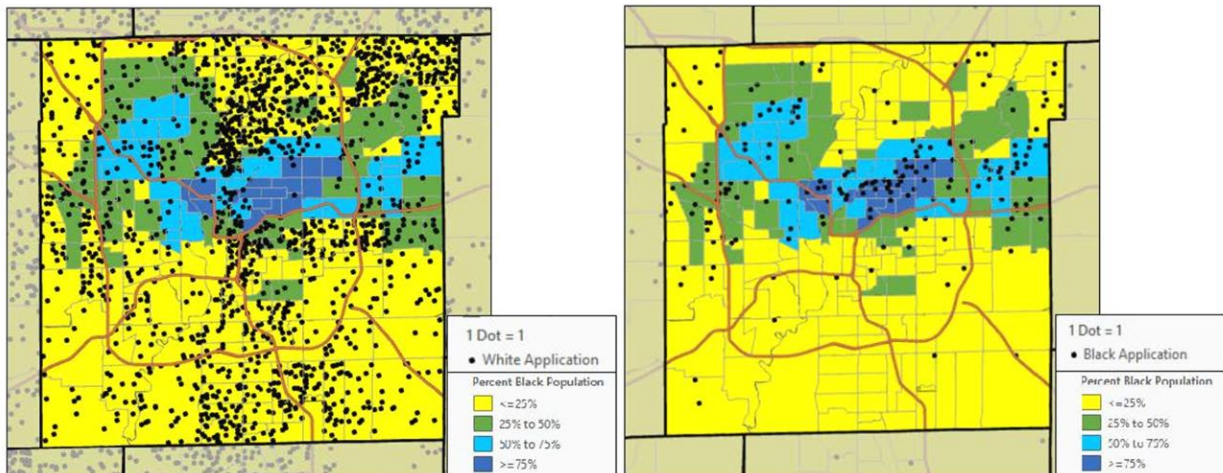 1 Dot = 1
White Application
Percent Black Population
<=25%
25% to 50%
50% to 75%
>=75%
1 Dot = 1
Black Application
Percent Black Population
<=25%
25% to 50%
50% to 75%
>=75%